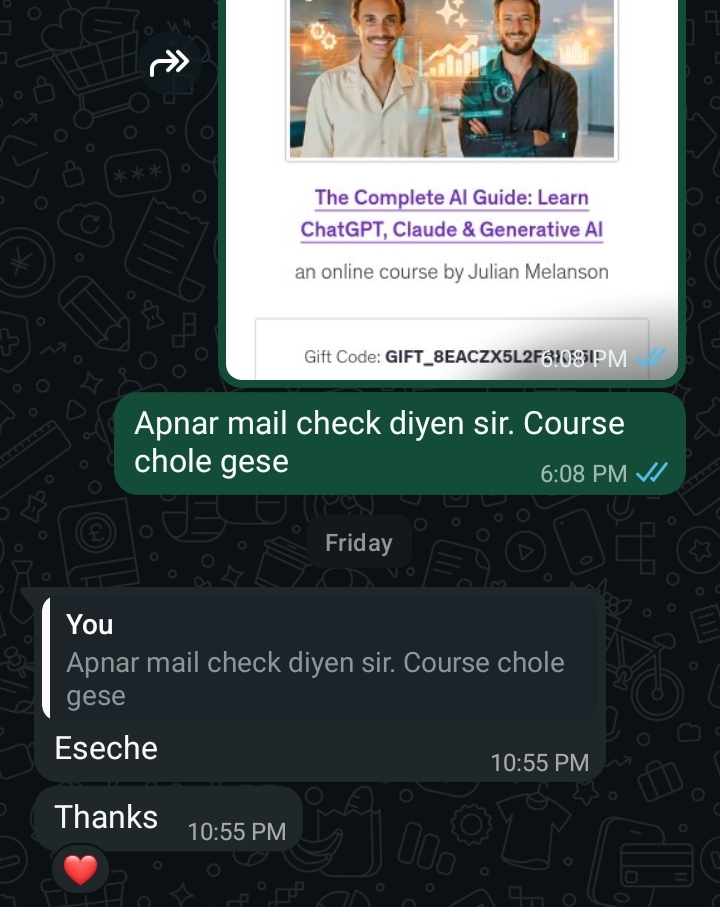 The Complete AI Guide: Learn
ChatGPT, Claude & Generative AI
an online course by Julian Melanson
Gift Code:
6:08 PM
Apnar mail check diyen sir. Course
chole gese
6:08 PM
Friday
You
Apnar mail check diyen sir. Course chole
gese
Eseche
10:55 PM
Thanks
10:55 PM